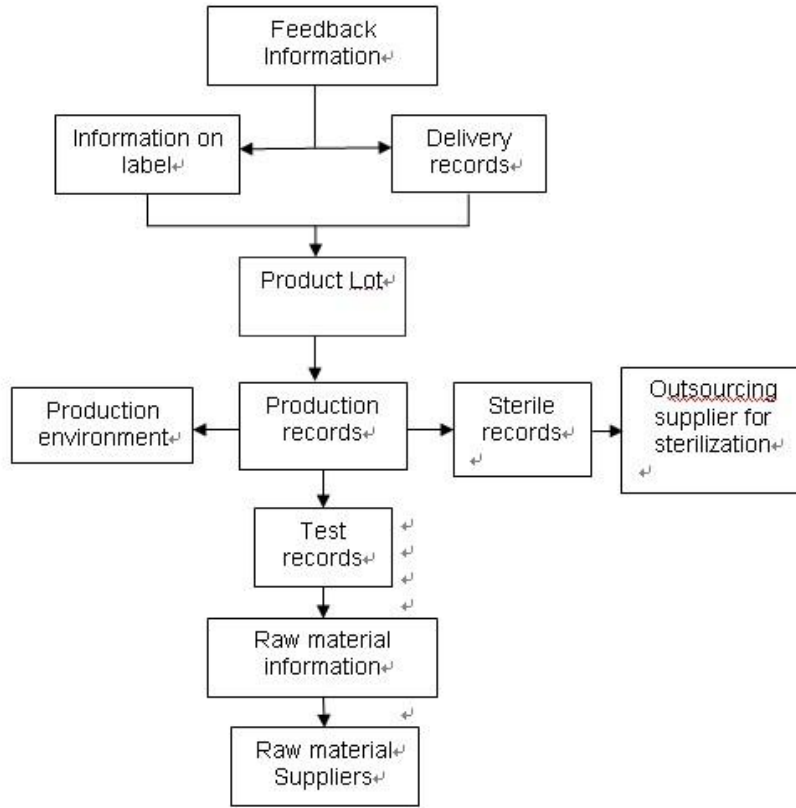 Feedback
Information
Information on
label
Delivery
records
Product Lot
Production
environment
Production
records
Sterile
records
Outsourcing
supplier for
sterilization
Test
records
Raw material
information
Raw material
Suppliers